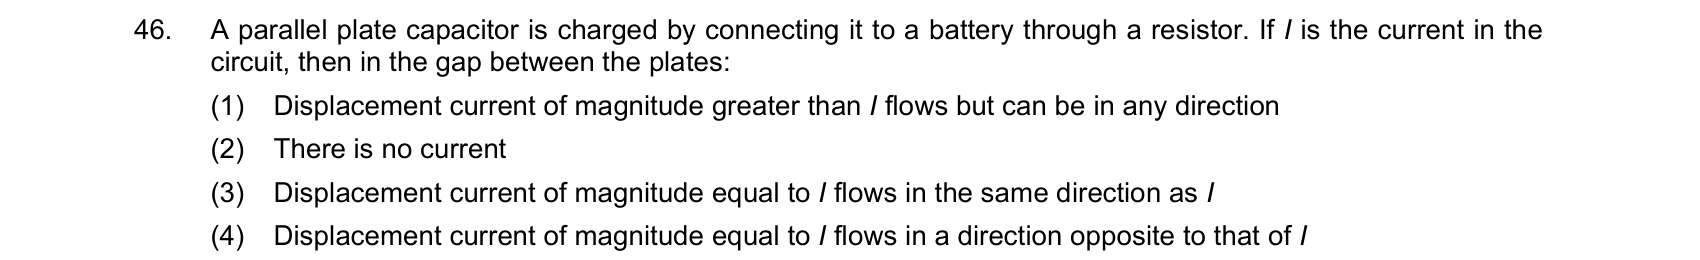 46. A parallel plate capacitor is charged by connecting it to a battery through a resistor. If I is the current in the
circuit, then in the gap between the plates:
(1) Displacement current of magnitude greater than I flows but can be in any direction
(2) There is no current
(3) Displacement current of magnitude equal to I flows in the same direction as I
(4) Displacement current of magnitude equal to I flows in a direction opposite to that of I